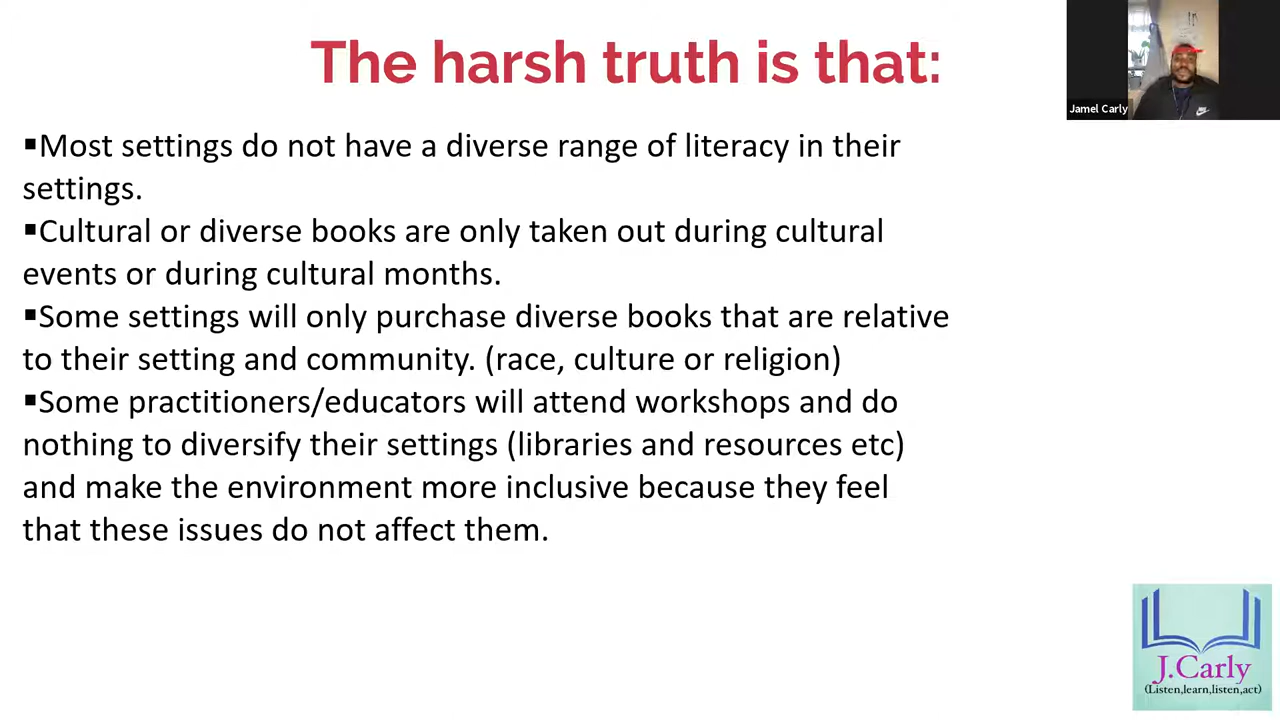 The harsh truth is that:
Jamel Carly
▪Most settings do not have a diverse range of literacy in their
settings.
▪Cultural or diverse books are only taken out during cultural
events or during cultural months.
▪Some settings will only purchase diverse books that are relative
to their setting and community. (race, culture or religion)
▪Some practitioners/educators will attend workshops and do
nothing to diversify their settings (libraries and resources etc)
and make the environment more inclusive because they feel
that these issues do not affect them.
J.Carly
(Listen,learn,listen,act)